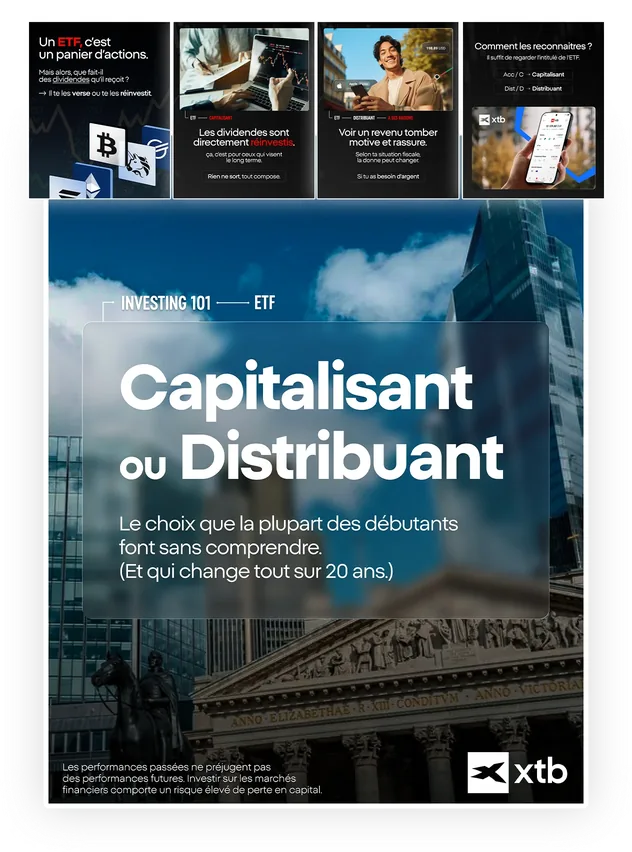 Un ETF, c'est
un panier d'actions.
Mais alors, que fait-il
des dividendes qu'il reçoit ?
→ Il te les verse ou te les réinvestit.
ETF CAPITALISANT
Les dividendes sont
directement réinvestis.
ça, c'est pour ceux qui visent
le long terme.
Rien ne sort, tout compose.
ETF DISTRIBUANT
Voir un revenu tomber
motive et rassure.
Selon ta situation fiscale,
la donne peut changer.
Si tu as besoin d'argent
Comment les reconnaitres ?
Il suffit de regarder l'intitulé de l'ETF.
Acc / C → Capitalisant
Dist / D → Distribuant
xtb
INVESTING 101 ETF
Capitalisant
ou Distribuant
Le choix que la plupart des débutants
font sans comprendre.
(Et qui change tout sur 20 ans.)
ANNO · ELIZABETHAE · R · XIII · CONDITVM · ANNO · VICTORIA
Les performances passées ne préjugent pas
des performances futures. Investir sur les marchés
financiers comporte un risque élevé de perte en capital.
xtb